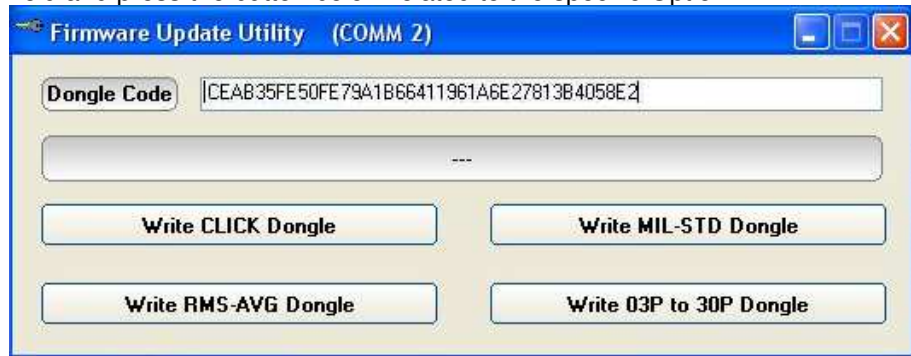 Firmware Update Utility (COMM 2)
Dongle Code CEAB35FE50FE79A1B66411961A6E27813B4058E2
---
Write CLICK Dongle Write MIL-STD Dongle
Write RMS-AVG Dongle Write 03P to 30P Dongle